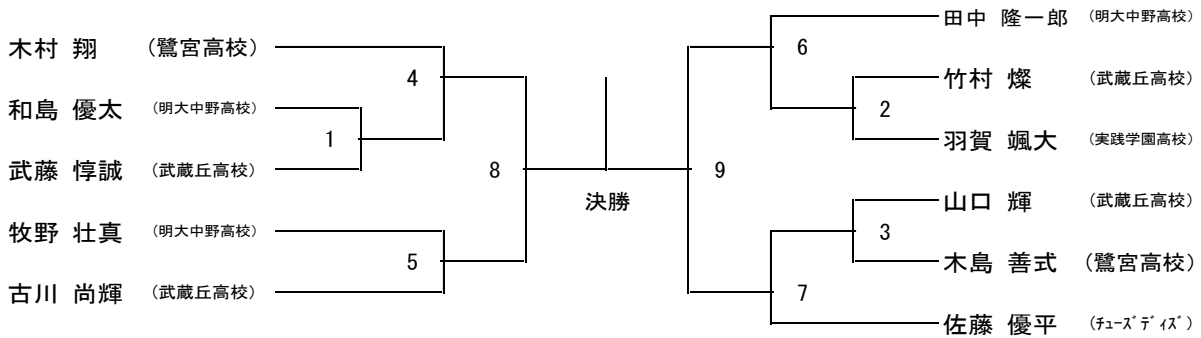 木村 翔 (鷺宮高校)
4
和島 優太 (明大中野高校)
1
武藤 惇誠 (武蔵丘高校)
8
牧野 壮真 (明大中野高校)
5
古川 尚輝 (武蔵丘高校)
決勝
田中 隆一郎 (明大中野高校)
6
竹村 燦 (武蔵丘高校)
2
羽賀 颯大 (実践学園高校)
9
山口 輝 (武蔵丘高校)
3
木島 善式 (鷺宮高校)
7
佐藤 優平 (ﾁｭｰｽﾞﾃﾞｨｽﾞ)